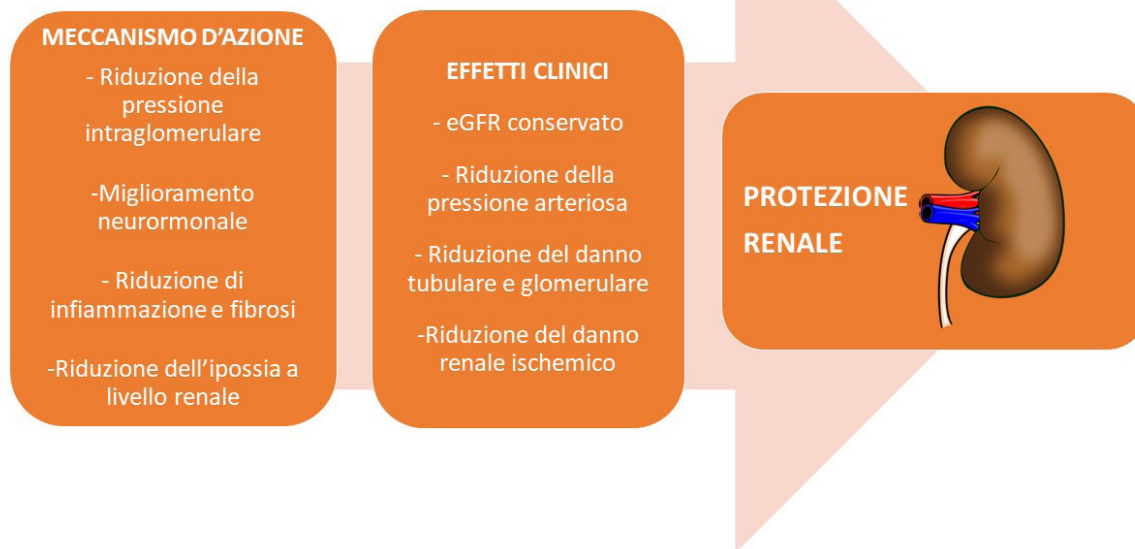 MECCANISMO D'AZIONE
- Riduzione della
pressione
intraglomerulare
-Miglioramento
neurormonale
- Riduzione di
infiammazione e fibrosi
-Riduzione dell'ipossia a
livello renale
EFFETTI CLINICI
- eGFR conservato
- Riduzione della
pressione arteriosa
- Riduzione del danno
tubulare e glomerulare
-Riduzione del danno
renale ischemico
PROTEZIONE
RENALE